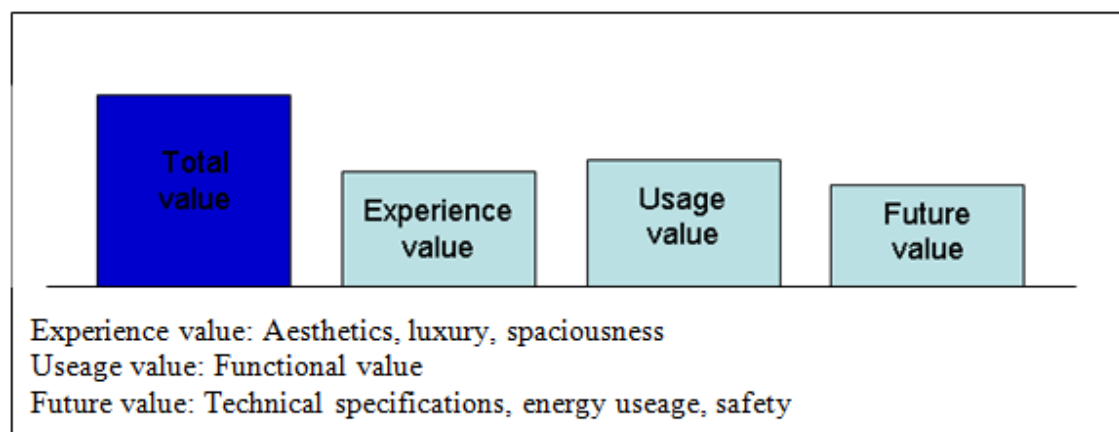 Total
value
Experience
value
Usage
value
Future
value
Experience value: Aesthetics, luxury, spaciousness
Useage value: Functional value
Future value: Technical specifications, energy useage, safety